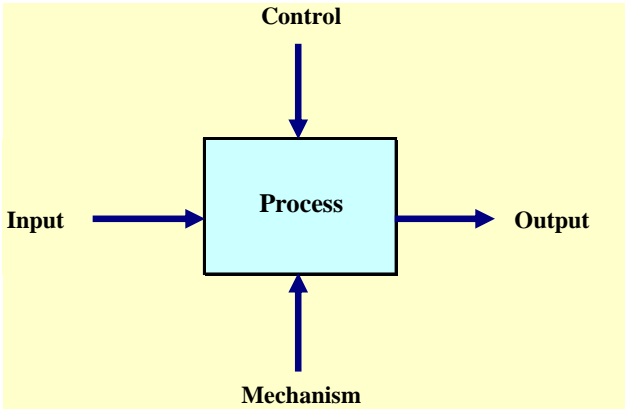 Control
Process
Input
Output
Mechanism